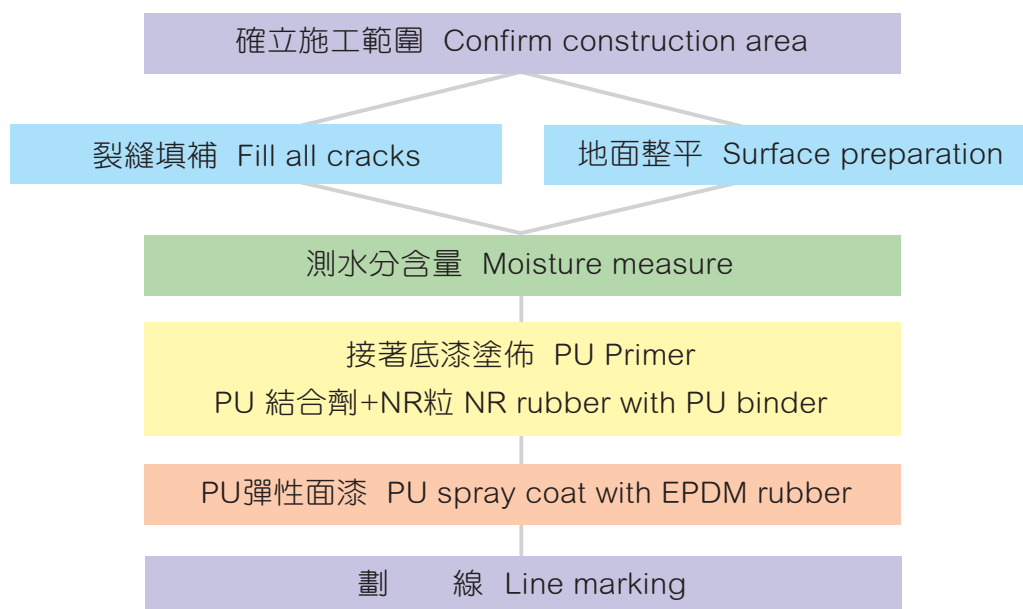 確立施工範圍 Confirm construction area
裂縫填補 Fill all cracks
地面整平 Surface preparation
測水分含量 Moisture measure
接著底漆塗佈 PU Primer
PU 結合劑+NR粒 NR rubber with PU binder
PU彈性面漆 PU spray coat with EPDM rubber
劃 線 Line marking